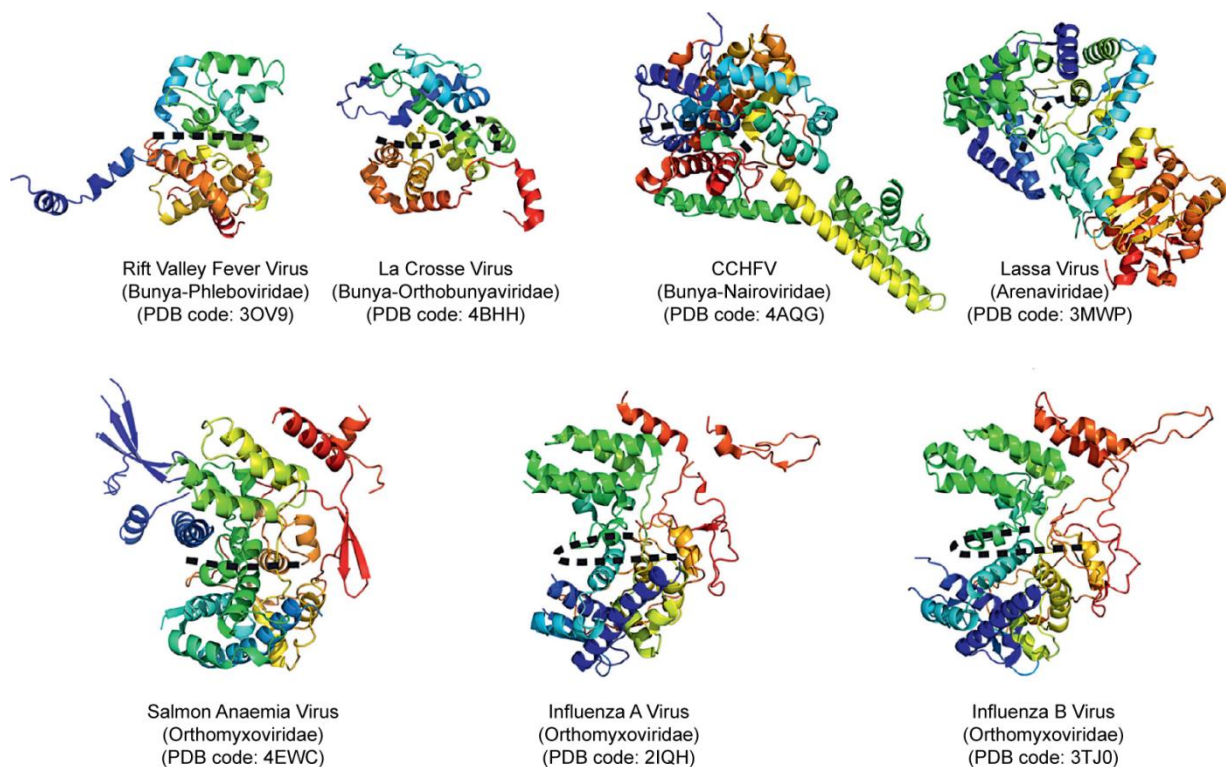 Rift Valley Fever Virus
(Bunya-Phleboviridae)
(PDB code: 3OV9)
La Crosse Virus
(Bunya-Orthobunyaviridae)
(PDB code: 4BHH)
CCHFV
(Bunya-Nairoviridae)
(PDB code: 4AQG)
Lassa Virus
(Arenaviridae)
(PDB code: 3MWP)
Salmon Anaemia Virus
(Orthomyxoviridae)
(PDB code: 4EWC)
Influenza A Virus
(Orthomyxoviridae)
(PDB code: 2IQH)
Influenza B Virus
(Orthomyxoviridae)
(PDB code: 3TJ0)